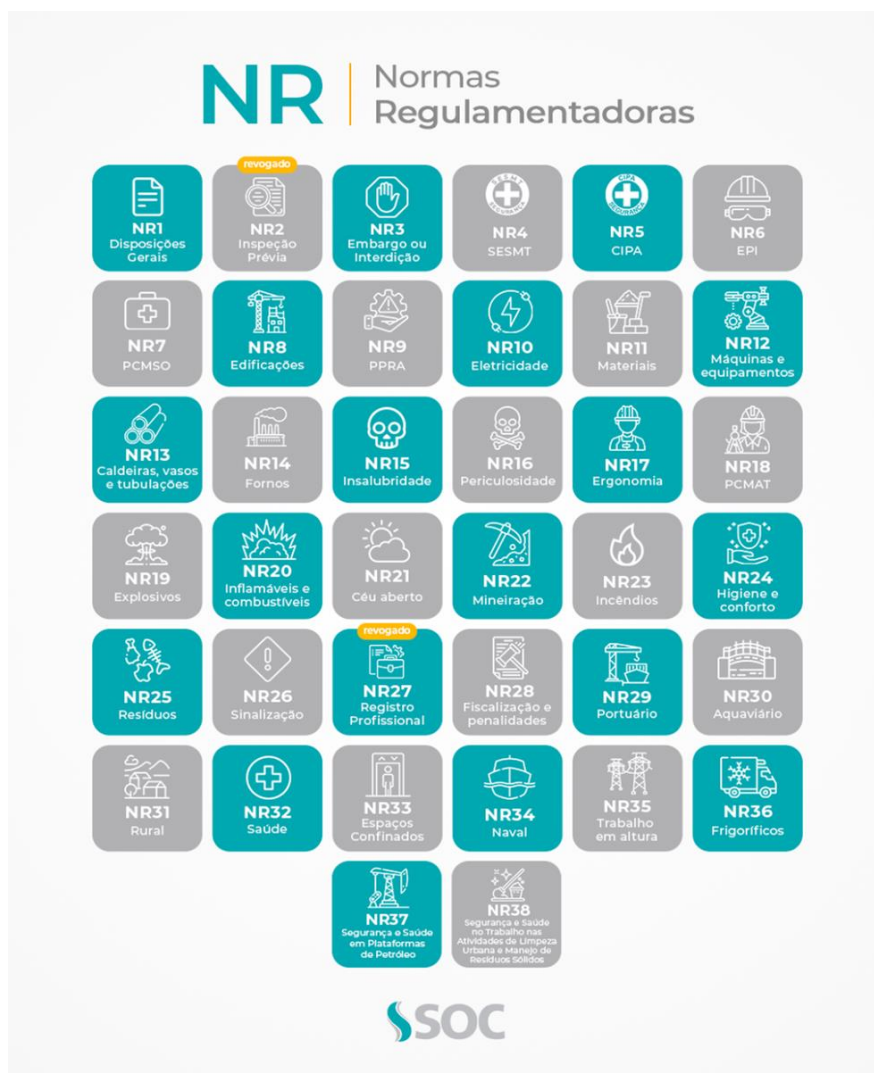 NR
Normas
Regulamentadoras
NR1
Disposições
Gerais
revogado
NR2
Inspeção
Prévia
NR3
Embargo ou
Interdição
SESMT
SEGURANÇA
NR4
SESMT
CIPA
SEGURANÇA
NR5
CIPA
NR6
EPI
NR7
PCMSO
NR8
Edificações
NR9
PPRA
NR10
Eletricidade
NR11
Materiais
NR12
Máquinas e
equipamentos
NR13
Caldeiras, vasos
e tubulações
NR14
Fornos
NR15
Insalubridade
NR16
Periculosidade
NR17
Ergonomia
NR18
PCMAT
NR19
Explosivos
NR20
Inflamáveis e
combustíveis
NR21
Céu aberto
NR22
Mineiração
NR23
Incêndios
NR24
Higiene e
conforto
NR25
Resíduos
NR26
Sinalização
revogado
NR27
Registro
Profissional
NR28
Fiscalização e
penalidades
NR29
Portuário
NR30
Aquaviário
NR31
Rural
NR32
Saúde
NR33
Espaços
Confinados
NR34
Naval
NR35
Trabalho
em altura
NR36
Frigoríficos
NR37
Segurança e Saúde
em Plataformas
de Petróleo
NR38
Segurança e Saúde
no Trabalho nas
Atividades de Limpeza
Urbana e Manejo de
Resíduos Sólidos
SOC